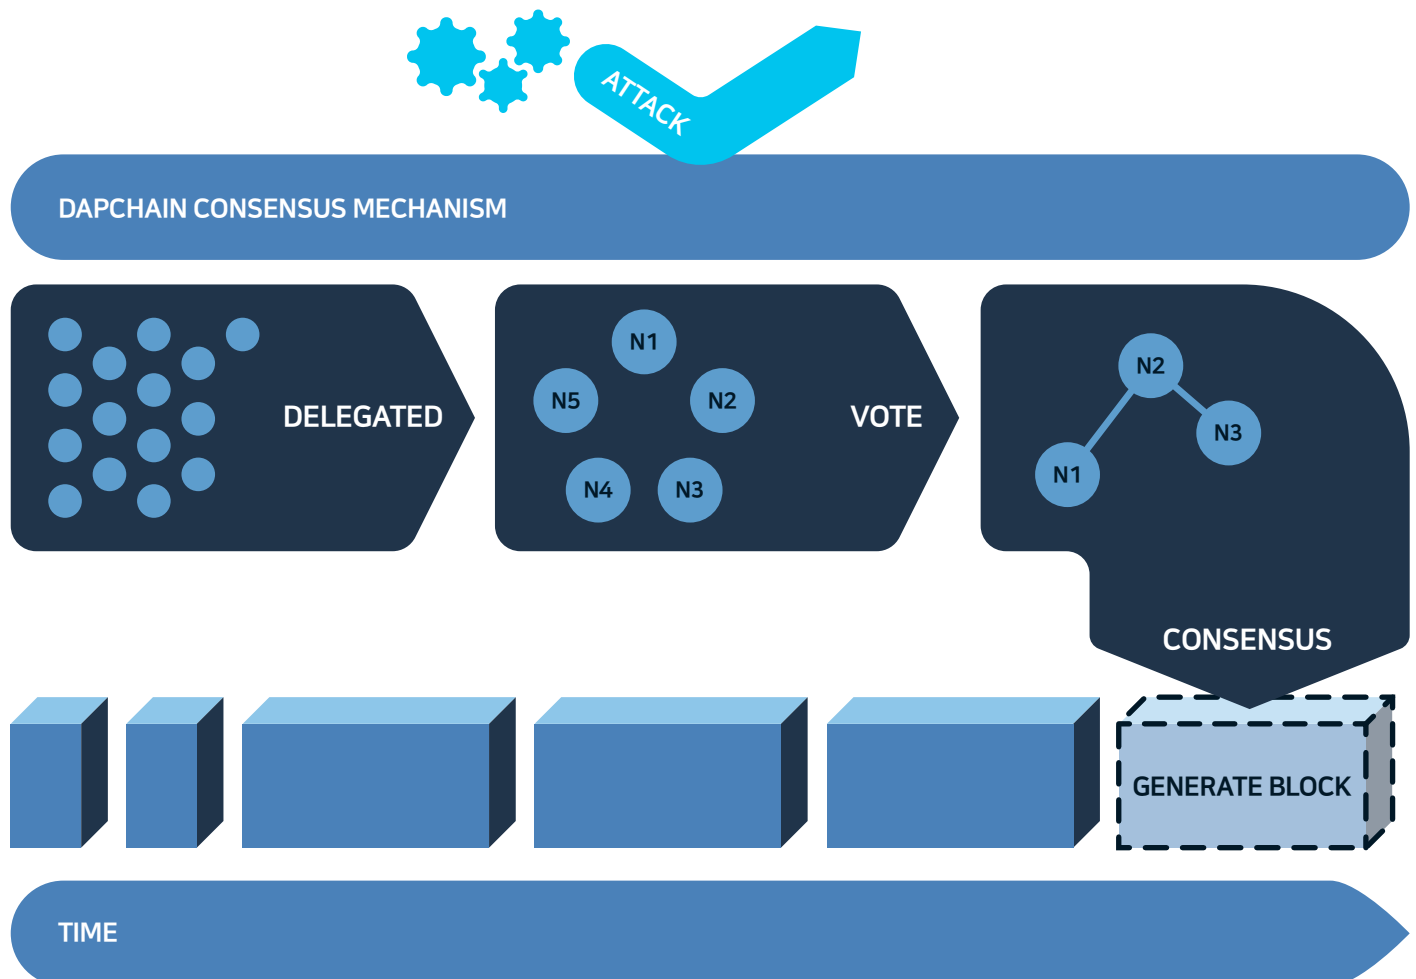 ATTACK
DAPCHAIN CONSENSUS MECHANISM
DELEGATED
N1
N5
N2
N4
N3
VOTE
N2
N3
N1
CONSENSUS
GENERATE BLOCK
TIME